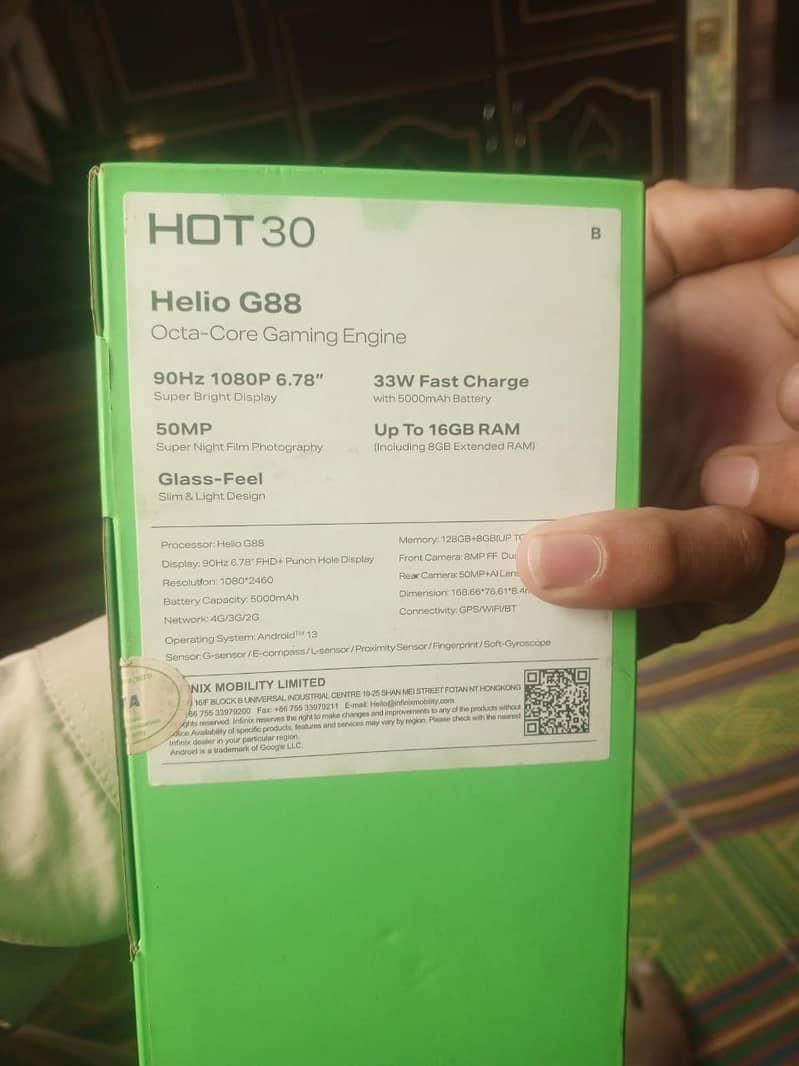 HOT 30
B
Helio G88
Octa-Core Gaming Engine
90Hz 1080P 6.78"
Super Bright Display
33W Fast Charge
with 5000mAh Battery
50MP
Super Night Film Photography
Up To 16GB RAM
(Including 8GB Extended RAM)
Glass-Feel
Slim & Light Design
Processor: Helio G88
Display: 90Hz 6.78" FHD+ Punch Hole Display
Resolution: 1080*2460
Battery Capacity: 5000mAh
Network: 4G/3G/2G
Operating System: Android™ 13
Memory: 128GB+8GB(UP
Front Camera: 8MP FF
Rear Camera: 50MP+AI Lens
Dimension: 168.66*76.61*8.4
Connectivity: GPS/WIFI/BT
Sensor: G-sensor / E-compass / L-sensor / Proximity Sensor / Fingerprint / Soft-Gyroscope
NIX MOBILITY LIMITED
16/F BLOCK B UNIVERSAL INDUSTRIAL CENTRE 19-25 SHAN MEI STREET FOTAN NT HONGKONG
86 755 33979200 Fax: +86 755 33979211 E-mail: Hello@infinixmobility.com
ghts reserved. Infinix reserves the right to make changes and improvements to any of the products without
tice. Availability of specific products, features and services may vary by region. Please check with the nearest
Infinix dealer in your particular region.
Android is a trademark of Google LLC.
TA